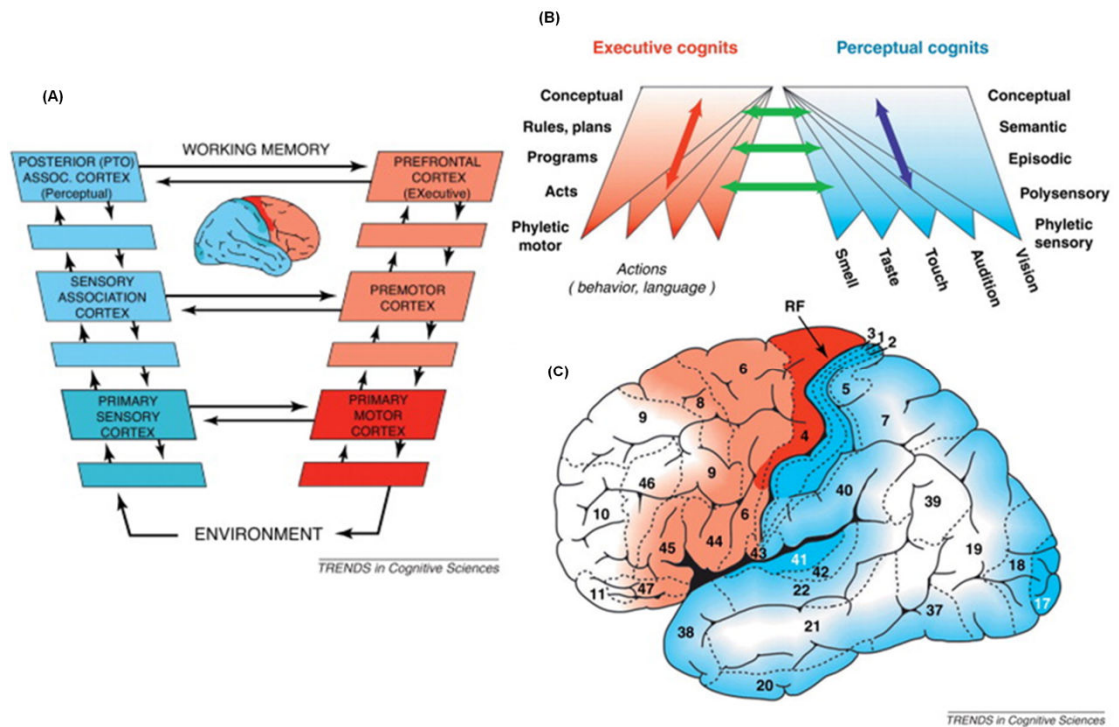 (A)
POSTERIOR (PTO)
ASSOC. CORTEX
(Perceptual)
WORKING MEMORY
PREFRONTAL
CORTEX
(EXecutive)
SENSORY
ASSOCIATION
CORTEX
PREMOTOR
CORTEX
PRIMARY
SENSORY
CORTEX
PRIMARY
MOTOR
CORTEX
ENVIRONMENT
TRENDS in Cognitive Sciences
(B)
Executive cognits
Perceptual cognits
Conceptual
Rules, plans
Programs
Acts
Phyletic
motor
Conceptual
Semantic
Episodic
Polysensory
Phyletic
sensory
Actions
( behavior, language )
Smell
Taste
Touch
Audition
Vision
(C)
RF
3
1
2
6
8
9
4
5
7
46
9
10
6
40
39
45
44
43
41
42
19
18
11
47
22
17
38
21
37
20
TRENDS in Cognitive Sciences